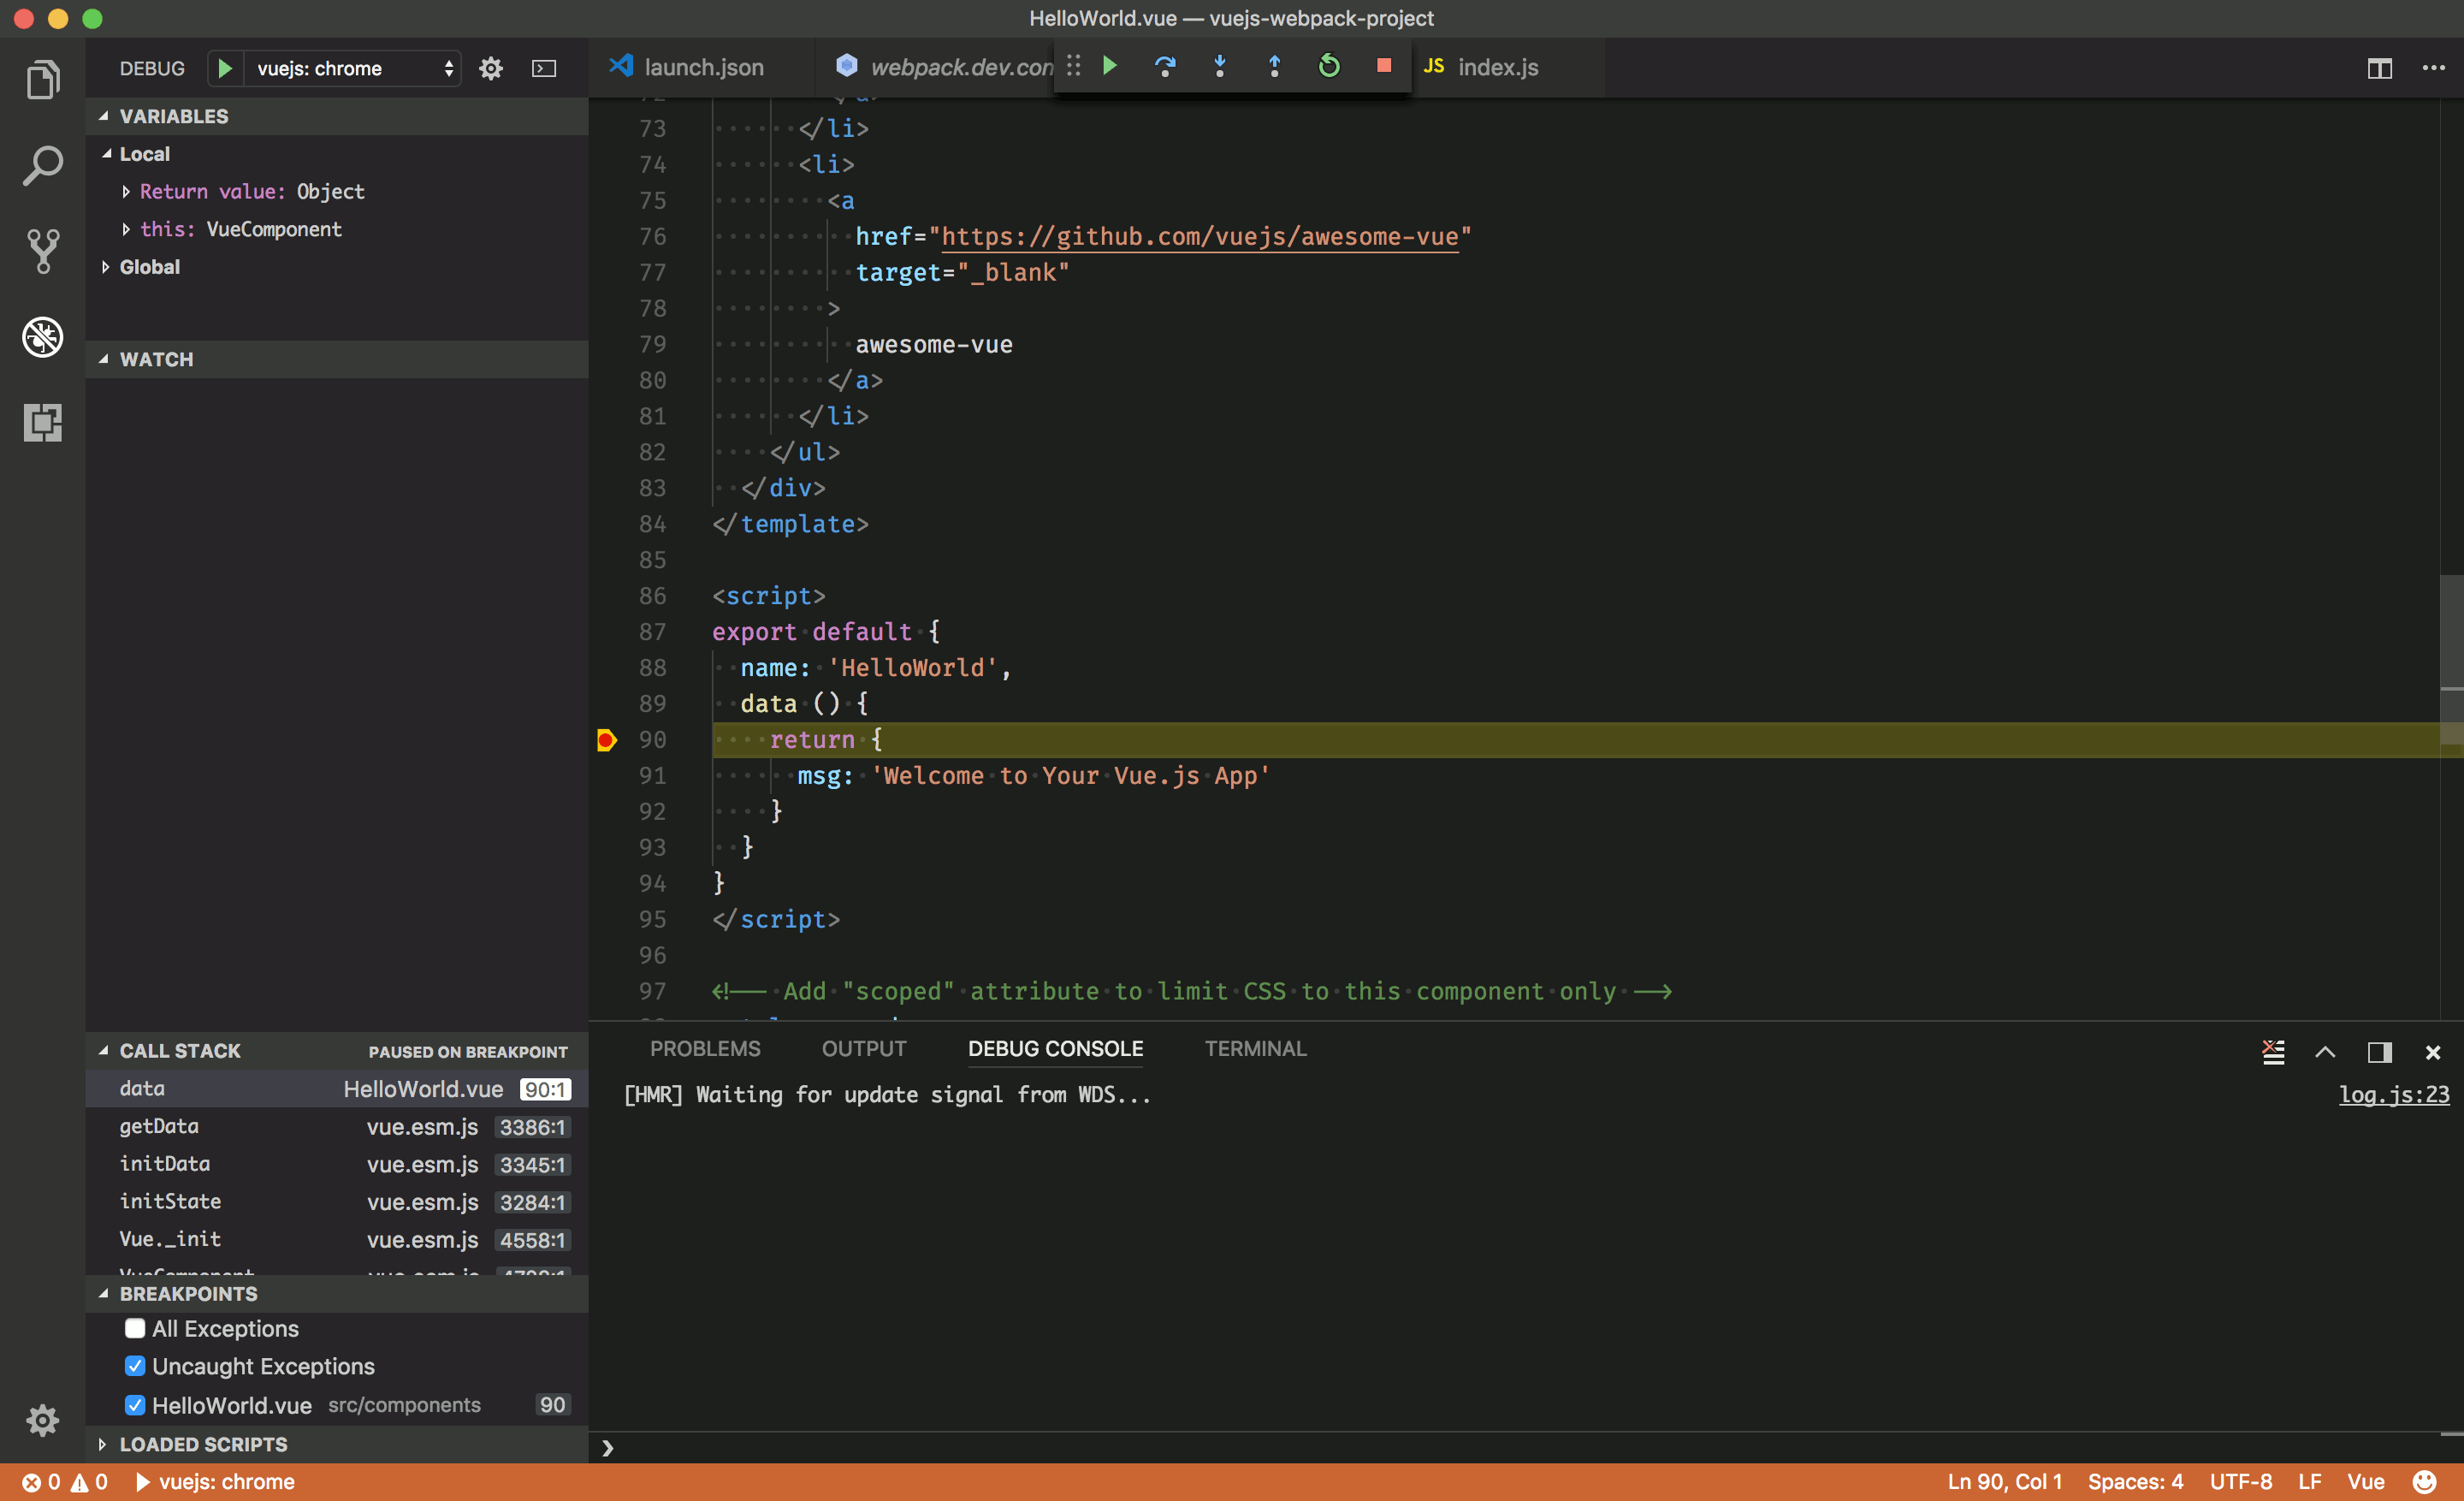 HelloWorld.vue — vuejs-webpack-project
DEBUG vuejs: chrome
launch.json
webpack.dev.con
JS index.js
VARIABLES
Local
Return value: Object
this: VueComponent
Global
WATCH
CALL STACK PAUSED ON BREAKPOINT
data HelloWorld.vue 90:1
getData vue.esm.js 3386:1
initData vue.esm.js 3345:1
initState vue.esm.js 3284:1
Vue._init vue.esm.js 4558:1
BREAKPOINTS
All Exceptions
Uncaught Exceptions
HelloWorld.vue src/components 90
LOADED SCRIPTS
73 </li>
74 <li>
75 <a
76 href="https://github.com/vuejs/awesome-vue"
77 target="_blank"
78 >
79 awesome-vue
80 </a>
81 </li>
82 </ul>
83 </div>
84 </template>
85
86 <script>
87 export default {
88 name: 'HelloWorld',
89 data () {
90 return {
91 msg: 'Welcome to Your Vue.js App'
92 }
93 }
94 }
95 </script>
96
97 <!-- Add "scoped" attribute to limit CSS to this component only -->
PROBLEMS OUTPUT DEBUG CONSOLE TERMINAL
[HMR] Waiting for update signal from WDS... log.js:23
0 0 vuejs: chrome
Ln 90, Col 1 Spaces: 4 UTF-8 LF Vue